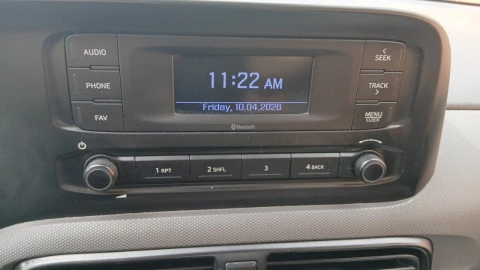 AUDIO
11:22 AM
< SEEK
PHONE
TRACK >
Friday, 10.04.2026
FAV
MENU
CLOCK
Bluetooth
1 RPT
2 SHFL
3
4 BACK